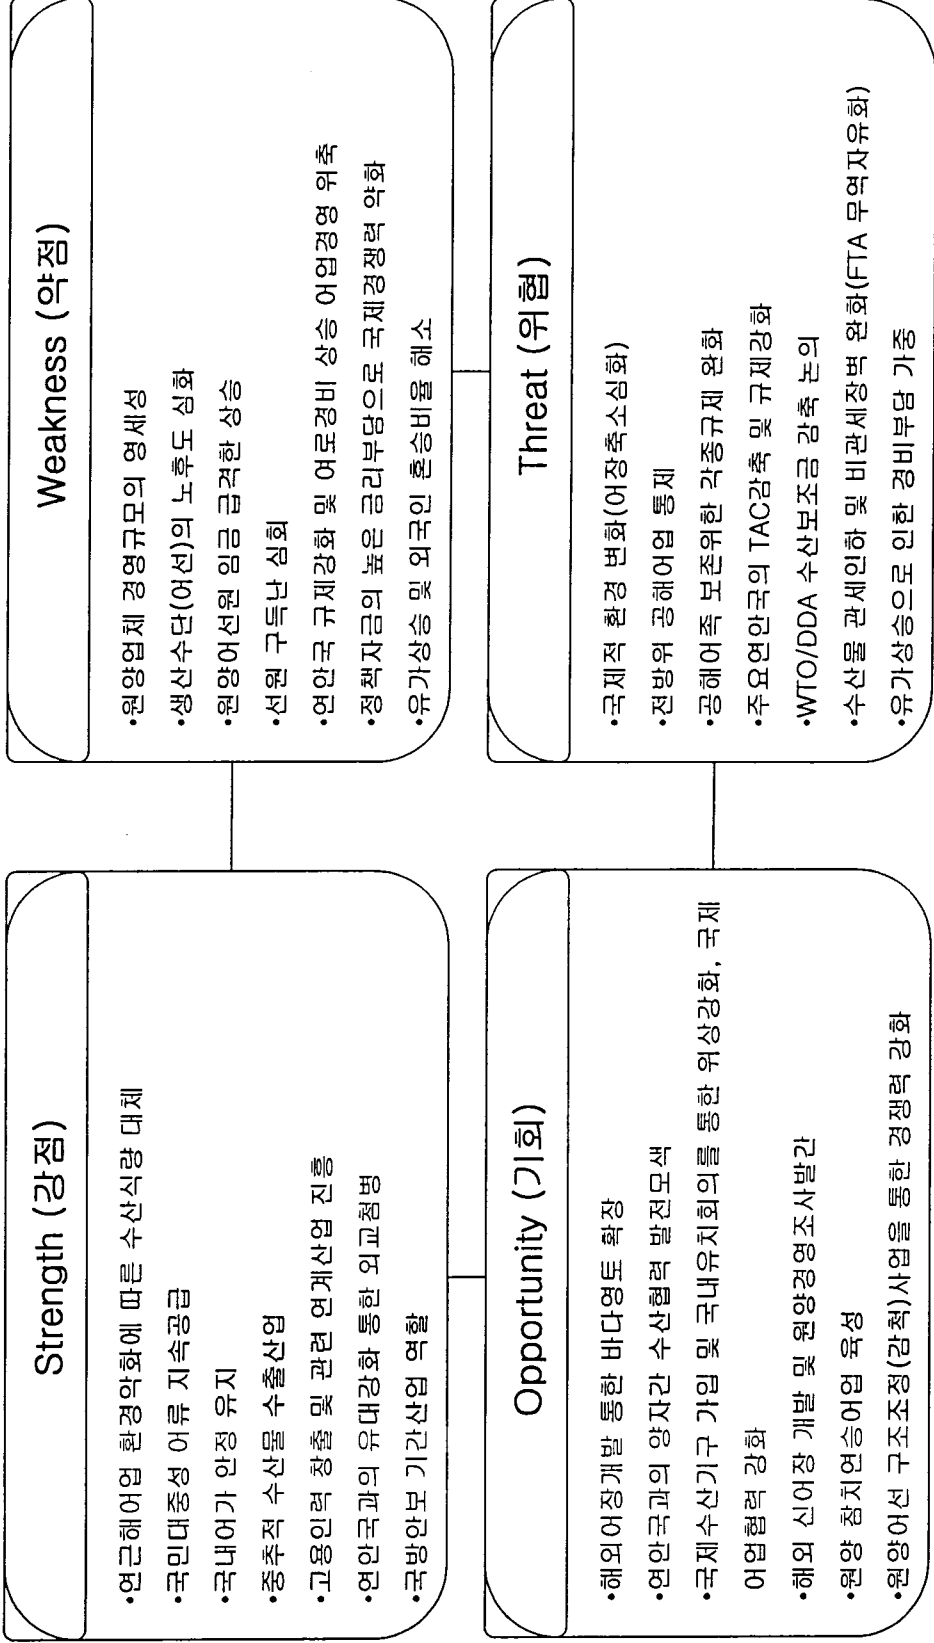 Strength (강점)
•연근해어업 환경악화에 따른 수산식량 대체
•국민대중성 어류 지속공급
•국내어가 안정 유지
•중추적 수산물 수출산업
•고용인력 창출 및 관련 연계산업 진흥
•연안국과의 유대강화 통한 외교첨병
•국방안보 기간산업 역할
Weakness (약점)
•원양업체 경영규모의 영세성
•생산수단(어선)의 노후도 심화
•원양어선원 임금 급격한 상승
•선원 구득난 심회
•연안국 규제강화 및 여로경비 상승 어업경영 위축
•정책자금의 높은 금리부담으로 국제경쟁력 약화
•유가상승 및 외국인 혼승비율 해소
Opportunity (기회)
•해외어장개발 통한 바다영토 확장
•연안국과의 양자간 수산협력 발전모색
•국제수산기구 가입 및 국내유치회의를 통한 위상강화, 국제
어업협력 강화
•해외 신어장 개발 및 원양경영조사발간
•원양 참치연승어업 육성
•원양어선 구조조정(감척)사업을 통한 경쟁력 강화
Threat (위협)
•국제적 환경 변화(어장축소심화)
•전방위 공해어업 통제
•공해어족 보존위한 각종규제 완화
•주요연안국의 TAC감축 및 규제강화
•WTO/DDA 수산보조금 감축 논의
•수산물 관세인하 및 비관세장벽 완화(FTA 무역자유화)
•유가상승으로 인한 경비부담 가중